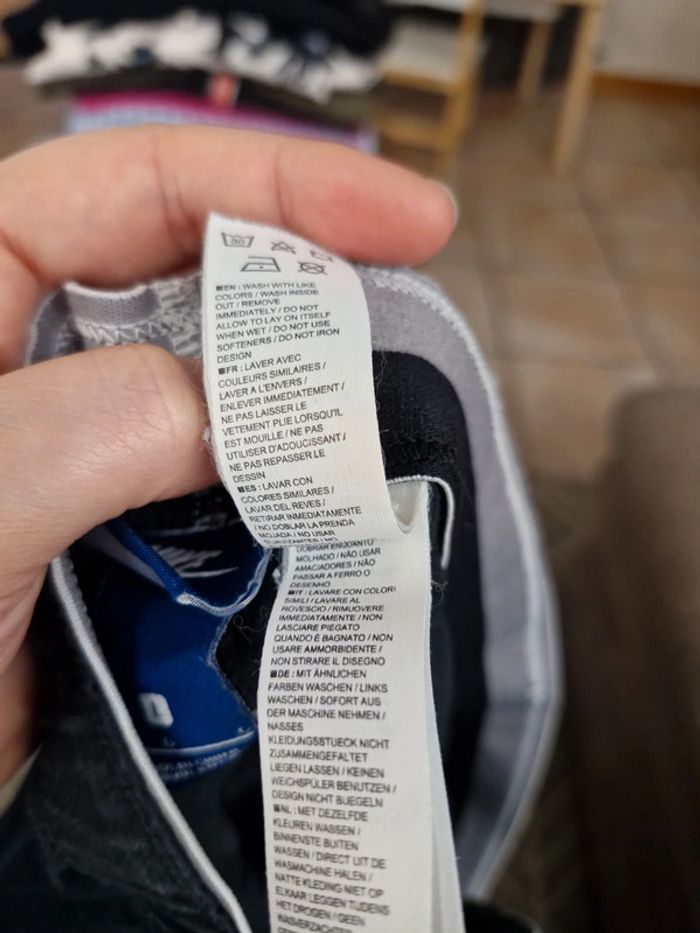 30
EN : WASH WITH LIKE
COLORS / WASH INSIDE
OUT / REMOVE
IMMEDIATELY / DO NOT
ALLOW TO LAY ON ITSELF
WHEN WET / DO NOT USE
SOFTENERS / DO NOT IRON
DESIGN
FR : LAVER AVEC
COULEURS SIMILAIRES /
LAVER A L'ENVERS /
ENLEVER IMMEDIATEMENT /
NE PAS LAISSER LE
VETEMENT PLIE LORSQU'IL
EST MOUILLE / NE PAS
UTILISER D'ADOUCISSANT /
NE PAS REPASSER LE
DESSIN
ES : LAVAR CON
COLORES SIMILARES /
LAVAR DEL REVES /
RETIRAR INMEDIATAMENTE
/ NO DOBLAR LA PRENDA
MOJADA / NO USAR
SUAVIZANTES / NO
DOBRAR ENQUANTO
MOLHADO / NÃO USAR
AMACIADORES / NÃO
PASSAR A FERRO O
DESENHO
IT : LAVARE CON COLORI
SIMILI / LAVARE AL
ROVESCIO / RIMUOVERE
IMMEDIATAMENTE / NON
LASCIARE PIEGATO
QUANDO È BAGNATO / NON
USARE AMMORBIDENTE /
NON STIRARE IL DISEGNO
DE : MIT ÄHNLICHEN
FARBEN WASCHEN / LINKS
WASCHEN / SOFORT AUS
DER MASCHINE NEHMEN /
NASSES
KLEIDUNGSSTUECK NICHT
ZUSAMMENGEFALTET
LIEGEN LASSEN / KEINEN
WEICHSPÜLER BENUTZEN /
DESIGN NICHT BUEGELN
NL : MET DEZELFDE
KLEUREN WASSEN /
BINNENSTE BUITEN
WASSEN / DIRECT UIT DE
WASMACHINE HALEN /
NATTE KLEDING NIET OP
ELKAAR LEGGEN TIJDENS
HET DROGEN / GEEN
WASVERZACHTER